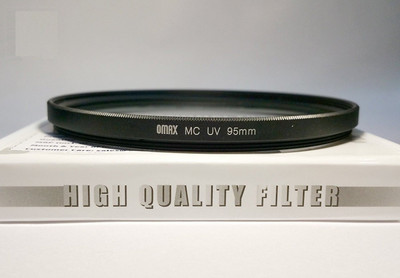 OMAX MC UV 95mm
HIGH QUALITY FILTER